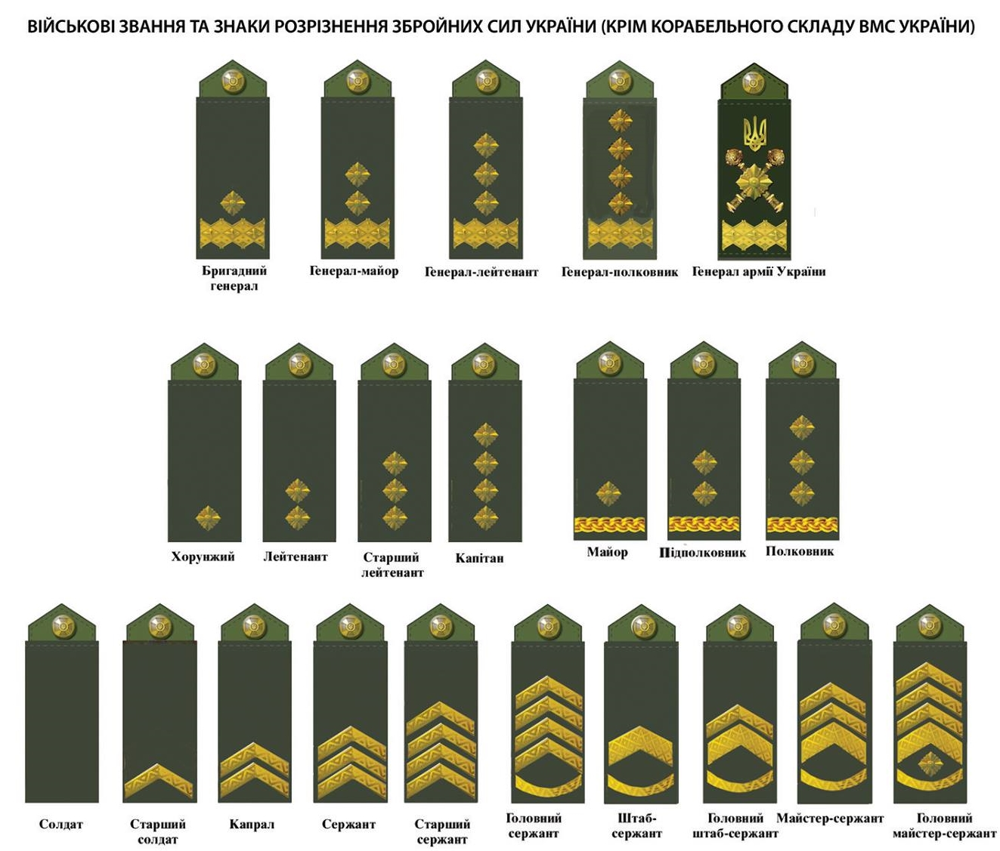 ВІЙСЬКОВІ ЗВАННЯ ТА ЗНАКИ РОЗРІЗНЕННЯ ЗБРОЙНИХ СИЛ УКРАЇНИ (КРІМ КОРАБЕЛЬНОГО СКЛАДУ ВМС УКРАЇНИ)
Бригадний
генерал
Генерал-майор
Генерал-лейтенант
Генерал-полковник
Генерал армії України
Хорунжий
Лейтенант
Старший
лейтенант
Капітан
Майор
Підполковник
Полковник
Солдат
Старший
солдат
Капрал
Сержант
Старший
сержант
Головний
сержант
Штаб-
сержант
Головний
штаб-сержант
Майстер-сержант
Головний
майстер-сержант